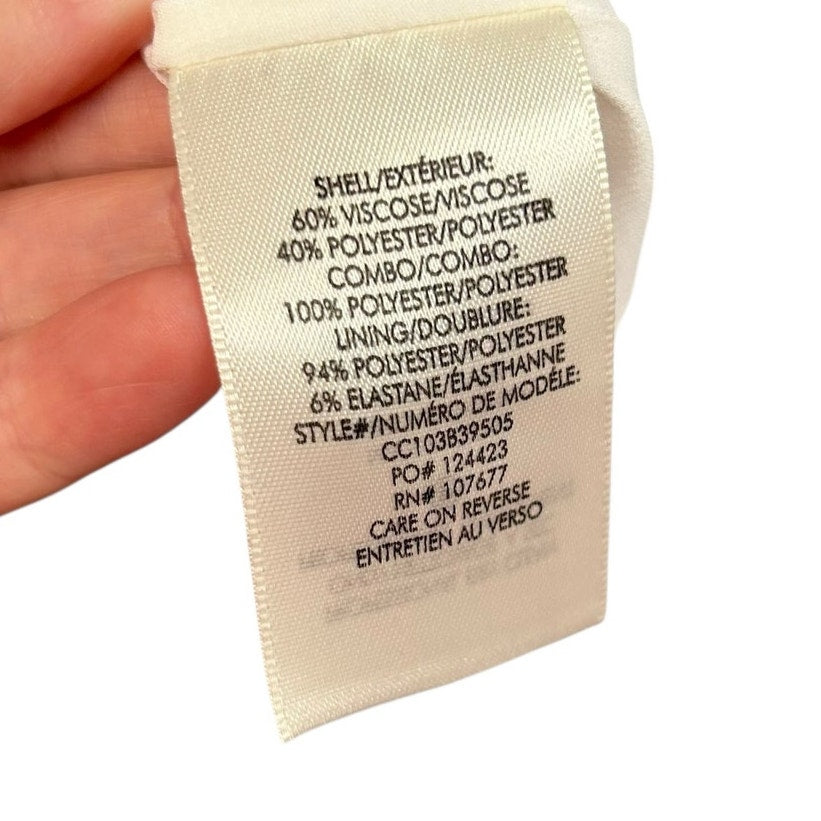 SHELL/EXTÉRIEUR:
60% VISCOSE/VISCOSE
40% POLYESTER/POLYESTER
COMBO/COMBO:
100% POLYESTER/POLYESTER
LINING/DOUBLURE:
94% POLYESTER/POLYESTER
6% ELASTANE/ÉLASTHANNE
STYLE#/NUMÉRO DE MODÉLE:
CC103B39505
PO# 124423
RN# 107677
CARE ON REVERSE
ENTRETIEN AU VERSO